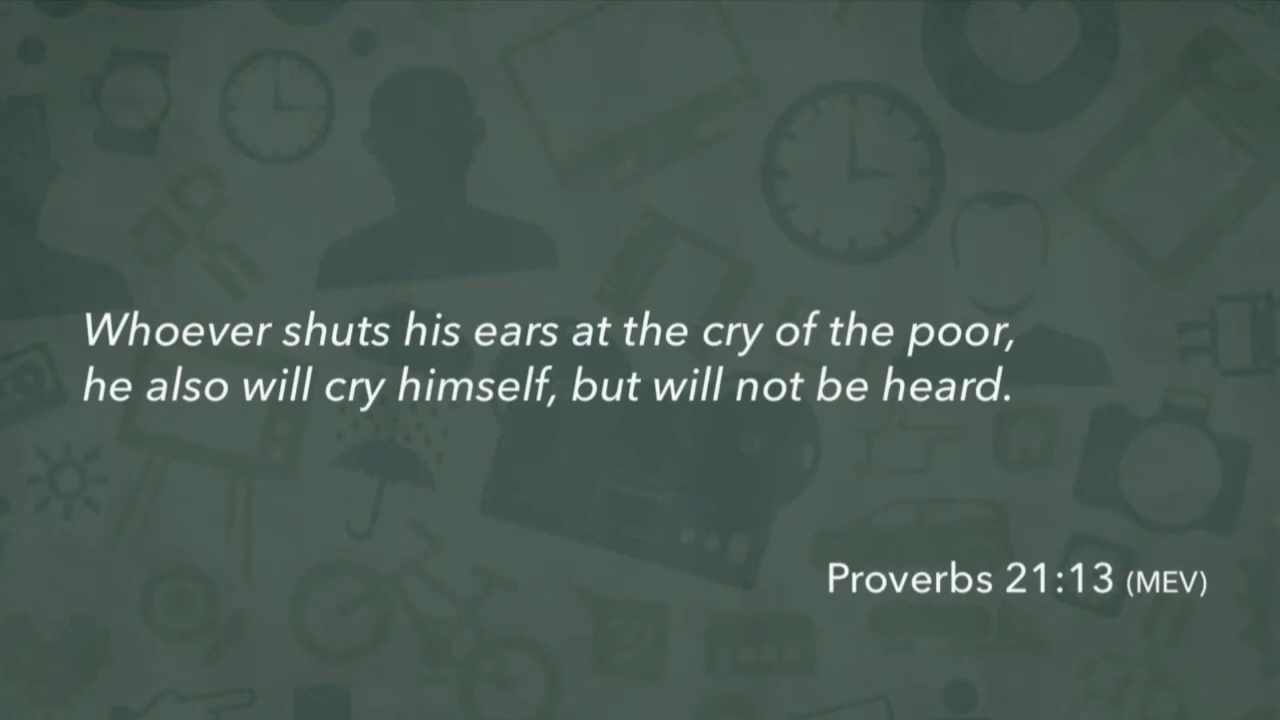 Whoever shuts his ears at the cry of the poor,
he also will cry himself, but will not be heard.
Proverbs 21:13 (MEV)